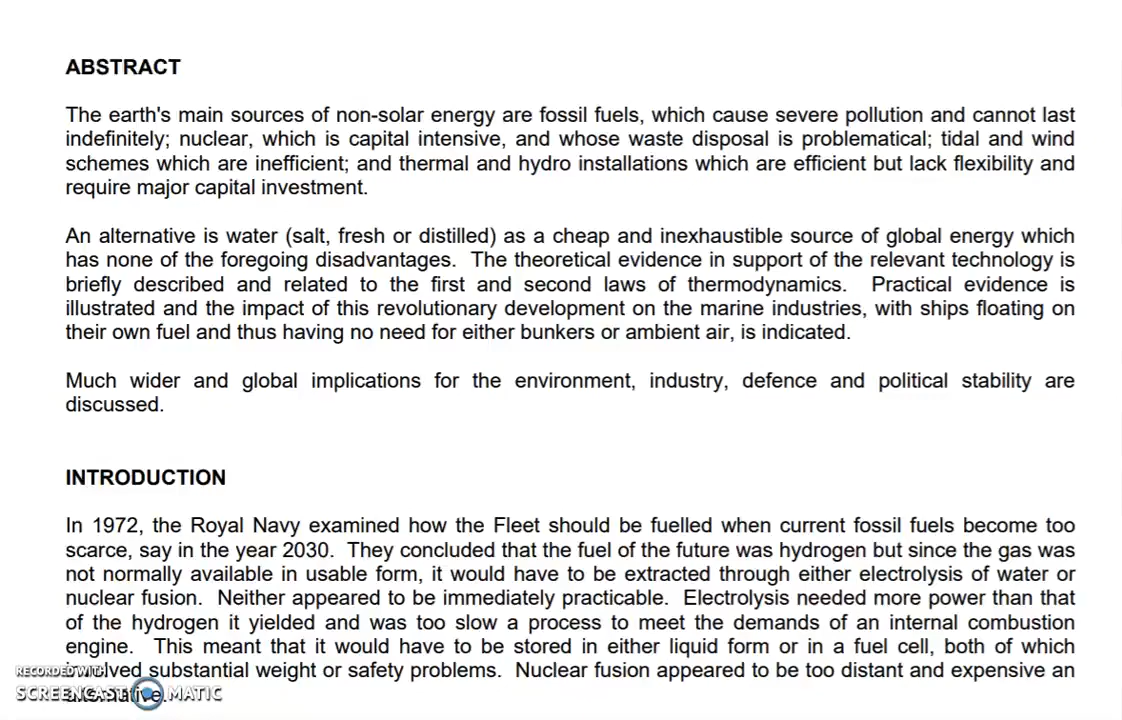 ABSTRACT
The earth's main sources of non-solar energy are fossil fuels, which cause severe pollution and cannot last
indefinitely; nuclear, which is capital intensive, and whose waste disposal is problematical; tidal and wind
schemes which are inefficient; and thermal and hydro installations which are efficient but lack flexibility and
require major capital investment.
An alternative is water (salt, fresh or distilled) as a cheap and inexhaustible source of global energy which
has none of the foregoing disadvantages. The theoretical evidence in support of the relevant technology is
briefly described and related to the first and second laws of thermodynamics. Practical evidence is
illustrated and the impact of this revolutionary development on the marine industries, with ships floating on
their own fuel and thus having no need for either bunkers or ambient air, is indicated.
Much wider and global implications for the environment, industry, defence and political stability are
discussed.
INTRODUCTION
In 1972, the Royal Navy examined how the Fleet should be fuelled when current fossil fuels become too
scarce, say in the year 2030. They concluded that the fuel of the future was hydrogen but since the gas was
not normally available in usable form, it would have to be extracted through either electrolysis of water or
nuclear fusion. Neither appeared to be immediately practicable. Electrolysis needed more power than that
of the hydrogen it yielded and was too slow a process to meet the demands of an internal combustion
engine. This meant that it would have to be stored in either liquid form or in a fuel cell, both of which
involved substantial weight or safety problems. Nuclear fusion appeared to be too distant and expensive an
alternative.
RECORDED WITH
SCREENCAST MATIC